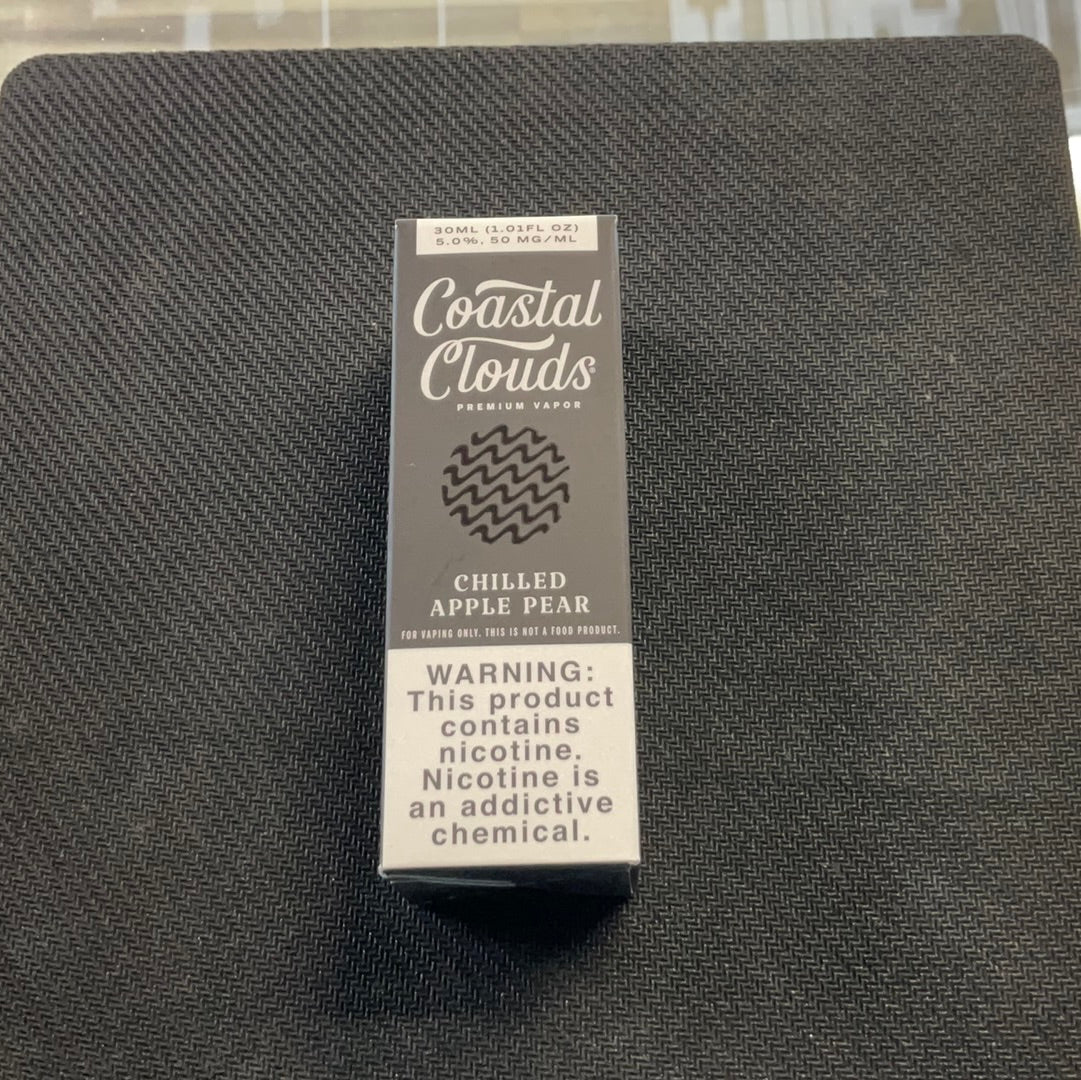 30ML (1.01FL OZ)
5.0%, 50 MG/ML
Coastal
Clouds®
PREMIUM VAPOR
CHILLED
APPLE PEAR
FOR VAPING ONLY. THIS IS NOT A FOOD PRODUCT.
WARNING:
This product
contains
nicotine.
Nicotine is
an addictive
chemical.